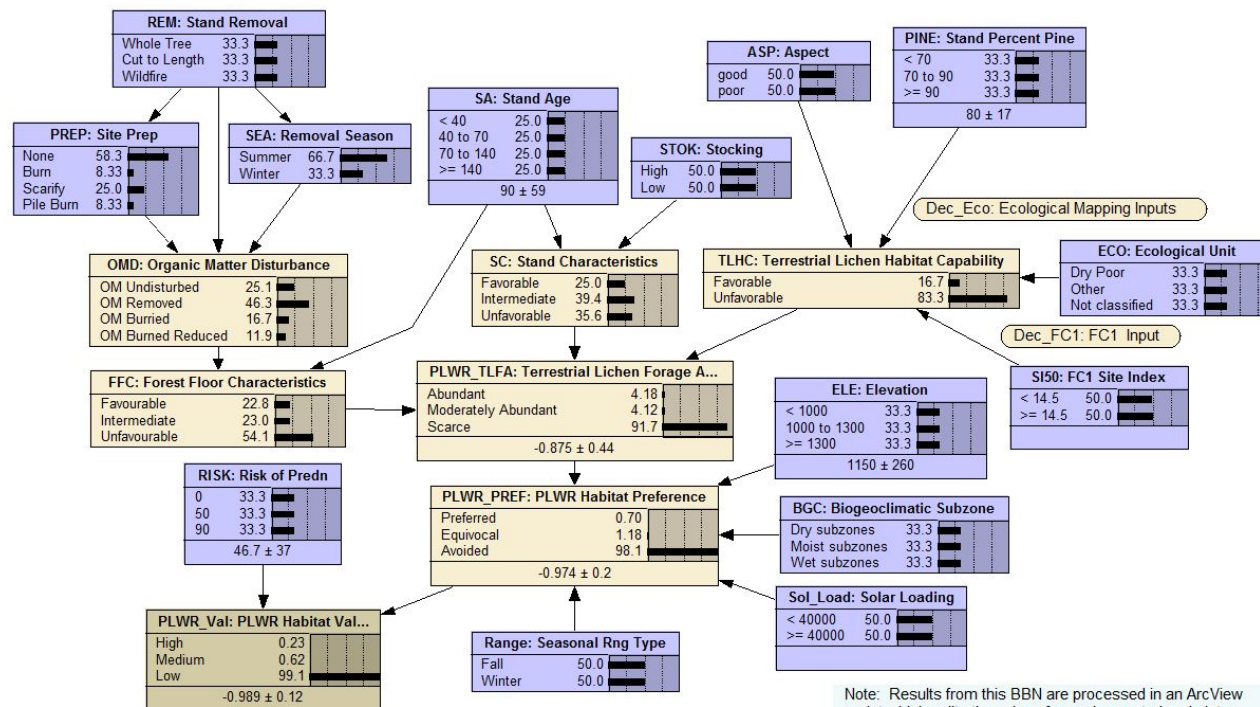 REM: Stand Removal
Whole Tree 33.3
Cut to Length 33.3
Wildfire 33.3
PREP: Site Prep
None 58.3
Burn 8.33
Scarify 25.0
Pile Burn 8.33
SEA: Removal Season
Summer 66.7
Winter 33.3
SA: Stand Age
< 40 25.0
40 to 70 25.0
70 to 140 25.0
>= 140 25.0
90 ± 59
ASP: Aspect
good 50.0
poor 50.0
PINE: Stand Percent Pine
< 70 33.3
70 to 90 33.3
>= 90 33.3
80 ± 17
STOK: Stocking
High 50.0
Low 50.0
Dec_Eco: Ecological Mapping Inputs
OMD: Organic Matter Disturbance
OM Undisturbed 25.1
OM Removed 46.3
OM Burried 16.7
OM Burned Reduced 11.9
SC: Stand Characteristics
Favorable 25.0
Intermediate 39.4
Unfavorable 35.6
TLHC: Terrestrial Lichen Habitat Capability
Favorable 16.7
Unfavorable 83.3
ECO: Ecological Unit
Dry Poor 33.3
Other 33.3
Not classified 33.3
Dec_FC1: FC1 Input
FFC: Forest Floor Characteristics
Favourable 22.8
Intermediate 23.0
Unfavourable 54.1
PLWR_TLFA: Terrestrial Lichen Forage A...
Abundant 4.18
Moderately Abundant 4.12
Scarce 91.7
-0.875 ± 0.44
ELE: Elevation
< 1000 33.3
1000 to 1300 33.3
>= 1300 33.3
1150 ± 260
SI50: FC1 Site Index
< 14.5 50.0
>= 14.5 50.0
RISK: Risk of Predn
0 33.3
50 33.3
90 33.3
46.7 ± 37
PLWR_PREF: PLWR Habitat Preference
Preferred 0.70
Equivocal 1.18
Avoided 98.1
-0.974 ± 0.2
BGC: Biogeoclimatic Subzone
Dry subzones 33.3
Moist subzones 33.3
Wet subzones 33.3
PLWR_Val: PLWR Habitat Val...
High 0.23
Medium 0.62
Low 99.1
-0.989 ± 0.12
Range: Seasonal Rng Type
Fall 50.0
Winter 50.0
Sol_Load: Solar Loading
< 40000 50.0
>= 40000 50.0
Note: Results from this BBN are processed in an ArcView